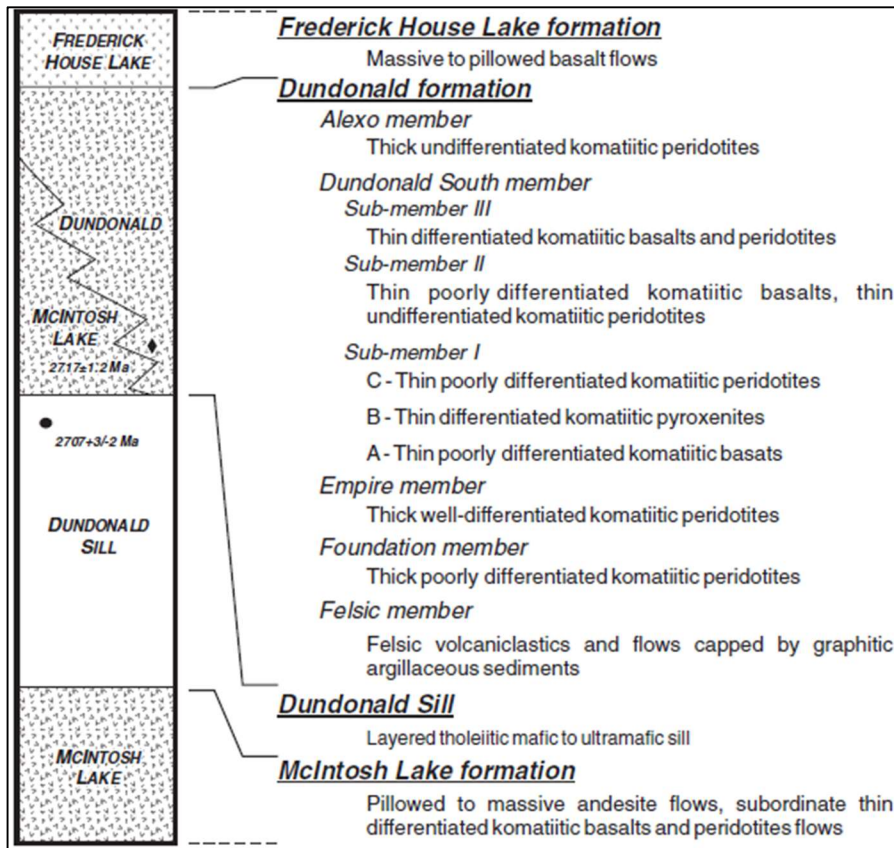 FREDERICK
HOUSE LAKE
DUNDONALD
MCINTOSH
LAKE
2717±1.2 Ma
2707+3/-2 Ma
DUNDONALD
SILL
MCINTOSH
LAKE
Frederick House Lake formation
Massive to pillowed basalt flows
Dundonald formation
Alexo member
Thick undifferentiated komatiitic peridotites
Dundonald South member
Sub-member III
Thin differentiated komatiitic basalts and peridotites
Sub-member II
Thin poorly differentiated komatiitic basalts, thin
undifferentiated komatiitic peridotites
Sub-member I
C - Thin poorly differentiated komatiitic peridotites
B - Thin differentiated komatiitic pyroxenites
A - Thin poorly differentiated komatiitic basats
Empire member
Thick well-differentiated komatiitic peridotites
Foundation member
Thick poorly differentiated komatiitic peridotites
Felsic member
Felsic volcaniclastics and flows capped by graphitic
argillaceous sediments
Dundonald Sill
Layered tholeiitic mafic to ultramafic sill
McIntosh Lake formation
Pillowed to massive andesite flows, subordinate thin
differentiated komatiitic basalts and peridotites flows